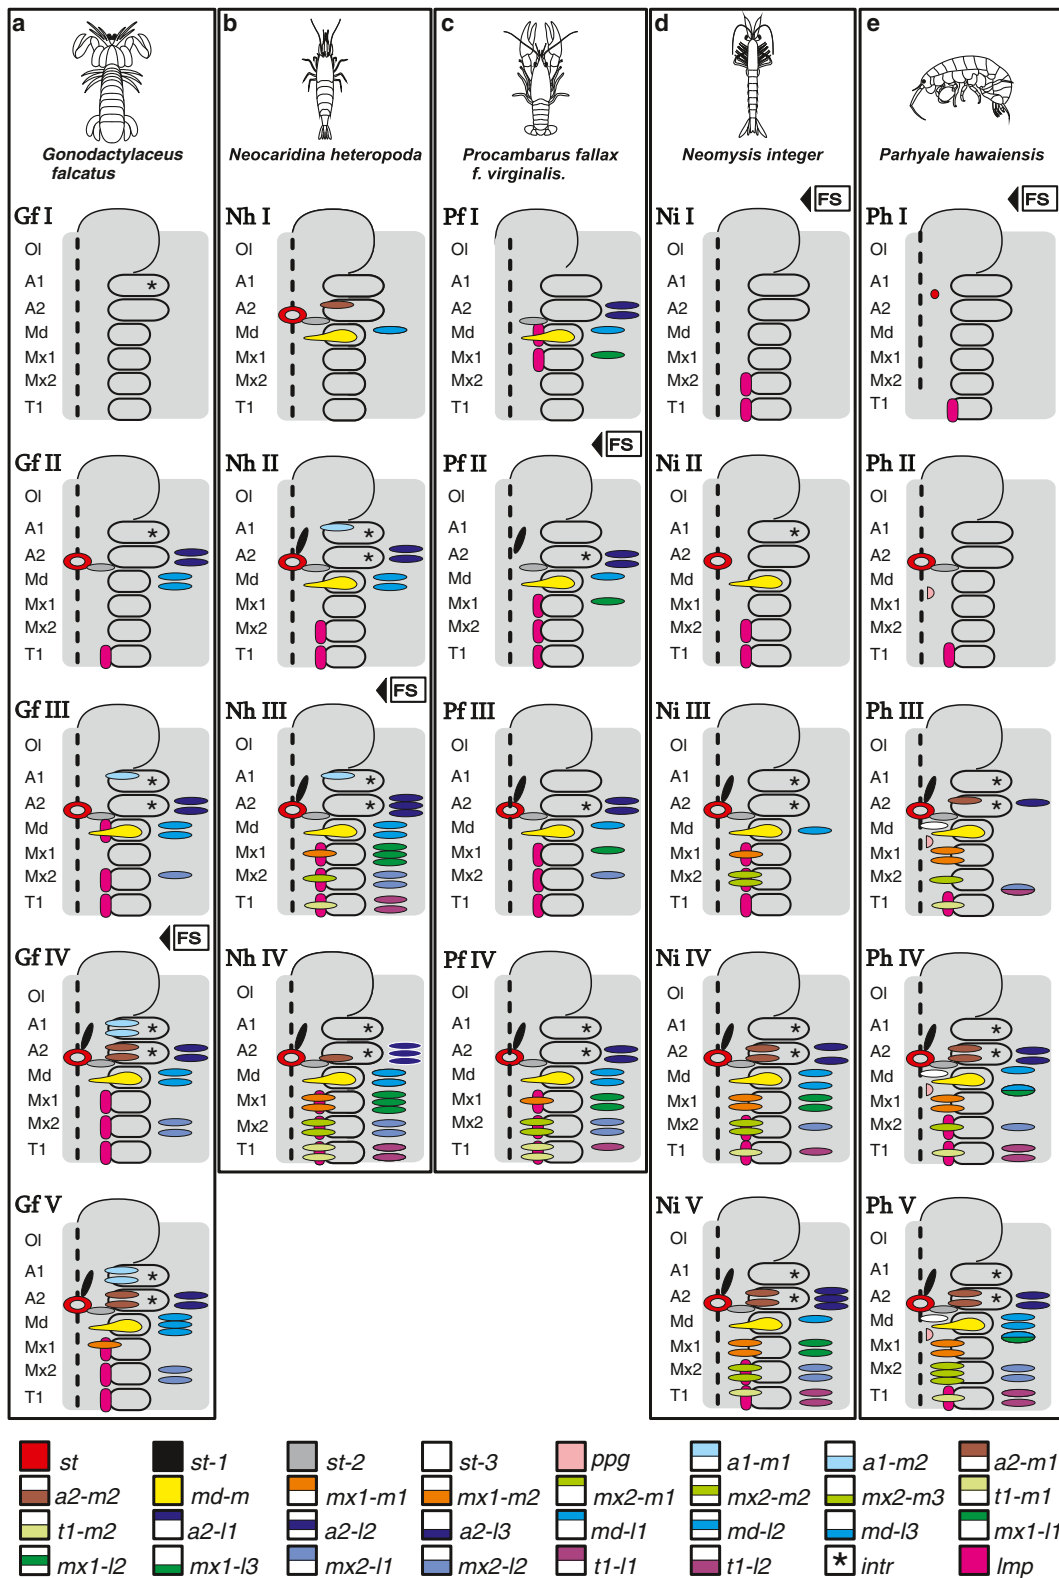 a
b
c
d
e
Gonodactylaceus
falcatus
Neocaridina heteropoda
Procambarus fallax
f. virginalis.
Neomysis integer
Parhyale hawaiensis
FS
FS
Gf I
Ol
A1
*
A2
Md
Mx1
Mx2
T1
Nh I
Ol
A1
A2
Md
Mx1
Mx2
T1
Pf I
Ol
A1
A2
Md
Mx1
Mx2
T1
Ni I
Ol
A1
A2
Md
Mx1
Mx2
T1
Ph I
Ol
A1
A2
Md
Mx1
Mx2
T1
FS
Gf II
Ol
A1
*
A2
Md
Mx1
Mx2
T1
Nh II
Ol
A1
*
A2
*
Md
Mx1
Mx2
T1
Pf II
Ol
A1
A2
*
Md
Mx1
Mx2
T1
Ni II
Ol
A1
*
A2
Md
Mx1
Mx2
T1
Ph II
Ol
A1
A2
Md
Mx1
Mx2
T1
FS
Gf III
Ol
A1
*
A2
*
Md
Mx1
Mx2
T1
Nh III
Ol
A1
*
A2
*
Md
Mx1
Mx2
T1
Pf III
Ol
A1
A2
*
Md
Mx1
Mx2
T1
Ni III
Ol
A1
*
A2
*
Md
Mx1
Mx2
T1
Ph III
Ol
A1
*
A2
*
Md
Mx1
Mx2
T1
FS
Gf IV
Ol
A1
*
A2
*
Md
Mx1
Mx2
T1
Nh IV
Ol
A1
*
A2
*
Md
Mx1
Mx2
T1
Pf IV
Ol
A1
*
A2
*
Md
Mx1
Mx2
T1
Ni IV
Ol
A1
*
A2
*
Md
Mx1
Mx2
T1
Ph IV
Ol
A1
*
A2
*
Md
Mx1
Mx2
T1
Gf V
Ol
A1
*
A2
*
Md
Mx1
Mx2
T1
Ni V
Ol
A1
*
A2
*
Md
Mx1
Mx2
T1
Ph V
Ol
A1
*
A2
*
Md
Mx1
Mx2
T1
st st-1 st-2 st-3 ppg a1-m1 a1-m2 a2-m1
a2-m2 md-m mx1-m1 mx1-m2 mx2-m1 mx2-m2 mx2-m3 t1-m1
t1-m2 a2-l1 a2-l2 a2-l3 md-l1 md-l2 md-l3 mx1-l1
mx1-l2 mx1-l3 mx2-l1 mx2-l2 t1-l1 t1-l2 * intr lmp